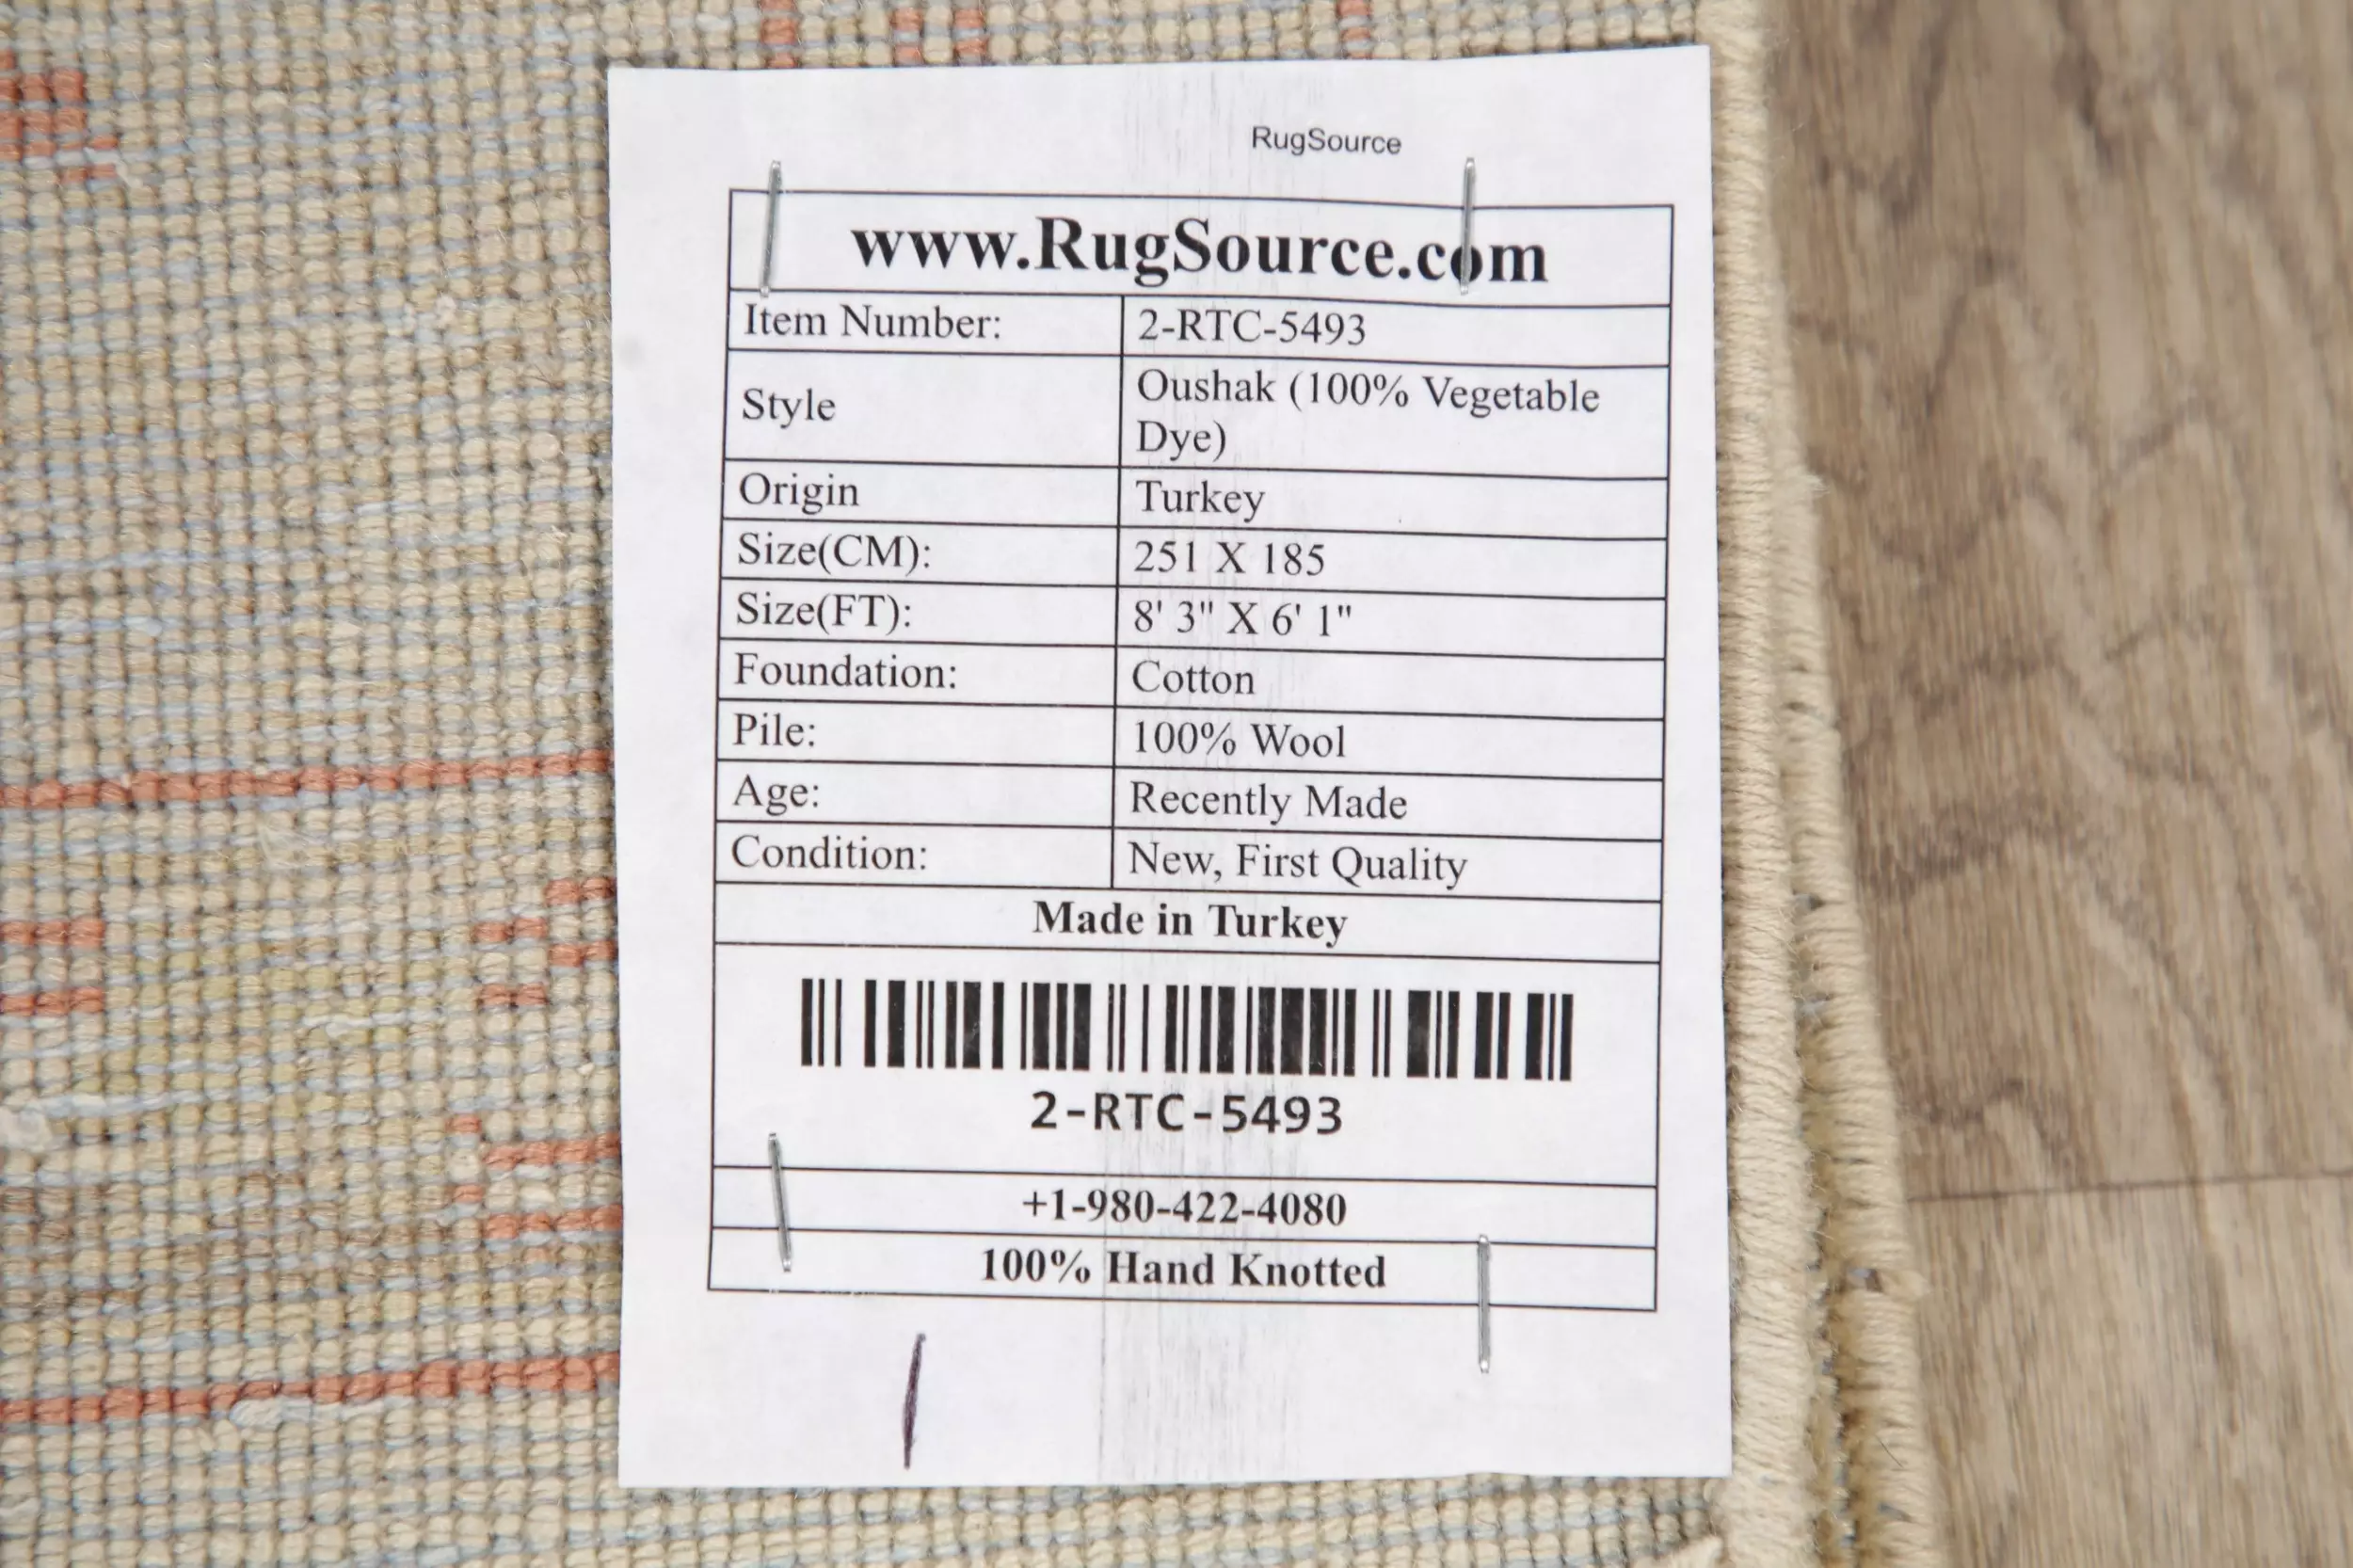 RugSource
www.RugSource.com
Item Number: 2-RTC-5493
Style Oushak (100% Vegetable
Dye)
Origin Turkey
Size(CM): 251 X 185
Size(FT): 8' 3" X 6' 1"
Foundation: Cotton
Pile: 100% Wool
Age: Recently Made
Condition: New, First Quality
Made in Turkey
2-RTC-5493
+1-980-422-4080
100% Hand Knotted